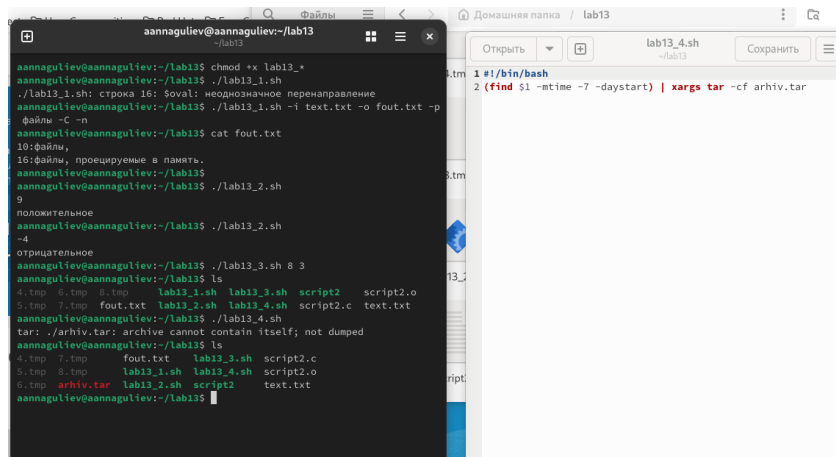 Файлы
Домашняя папка / lab13
aannaguliev@aannaguliev:~/lab13
~/lab13
aannaguliev@aannaguliev:~/lab13$ chmod +x lab13_*
aannaguliev@aannaguliev:~/lab13$ ./lab13_1.sh
./lab13_1.sh: строка 16: $oval: неоднозначное перенаправление
aannaguliev@aannaguliev:~/lab13$ ./lab13_1.sh -i text.txt -o fout.txt -p
файлы -C -n
aannaguliev@aannaguliev:~/lab13$ cat fout.txt
10:файлы,
16:файлы, проецируемые в память.
aannaguliev@aannaguliev:~/lab13$
aannaguliev@aannaguliev:~/lab13$ ./lab13_2.sh
9
положительное
aannaguliev@aannaguliev:~/lab13$ ./lab13_2.sh
-4
отрицательное
aannaguliev@aannaguliev:~/lab13$ ./lab13_3.sh 8 3
aannaguliev@aannaguliev:~/lab13$ ls
4.tmp 6.tmp 8.tmp lab13_1.sh lab13_3.sh script2 script2.o
5.tmp 7.tmp fout.txt lab13_2.sh lab13_4.sh script2.c text.txt
aannaguliev@aannaguliev:~/lab13$ ./lab13_4.sh
tar: ./arhiv.tar: archive cannot contain itself; not dumped
aannaguliev@aannaguliev:~/lab13$ ls
4.tmp 7.tmp fout.txt lab13_3.sh script2.c
5.tmp 8.tmp lab13_1.sh lab13_4.sh script2.o
6.tmp arhiv.tar lab13_2.sh script2 text.txt
aannaguliev@aannaguliev:~/lab13$
Открыть
lab13_4.sh
~/lab13
Сохранить
1 #!/bin/bash
2 (find $1 -mtime -7 -daystart) | xargs tar -cf arhiv.tar